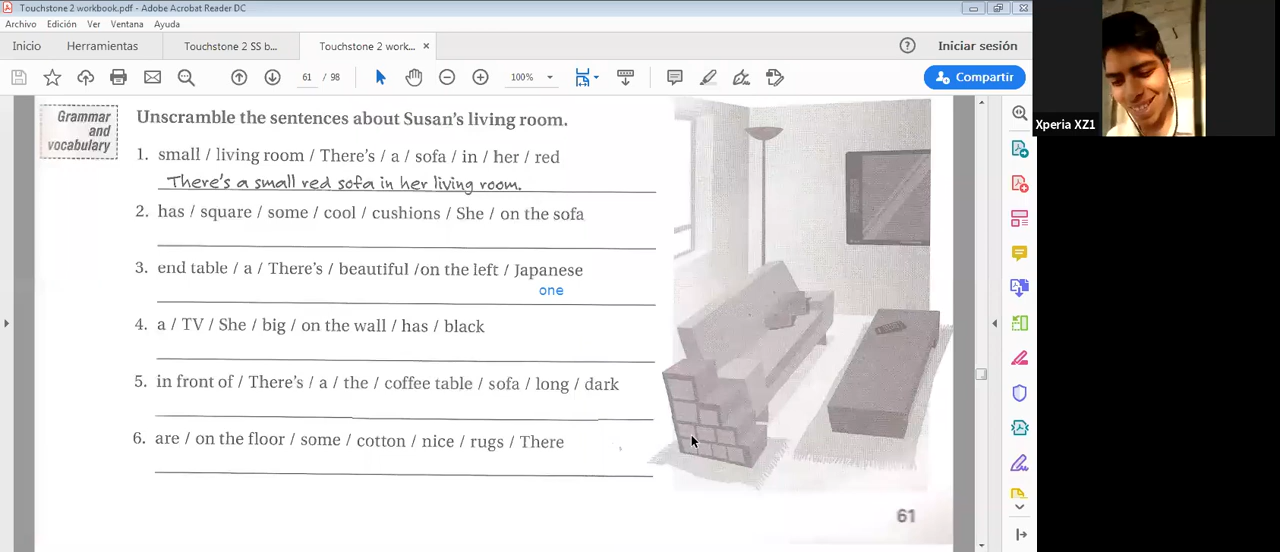 Touchstone 2 workbook.pdf - Adobe Acrobat Reader DC
Archivo Edición Ver Ventana Ayuda
Inicio Herramientas Touchstone 2 SS b... Touchstone 2 work... × ? Iniciar sesión
61 / 98 100% Compartir
Xperia XZ1
Grammar
and
vocabulary
Unscramble the sentences about Susan's living room.
1. small / living room / There's / a / sofa / in / her / red
There's a small red sofa in her living room.
2. has / square / some / cool / cushions / She / on the sofa
3. end table / a / There's / beautiful /on the left / Japanese
one
4. a / TV / She / big / on the wall / has / black
5. in front of / There's / a / the / coffee table / sofa / long / dark
6. are / on the floor / some / cotton / nice / rugs / There
61